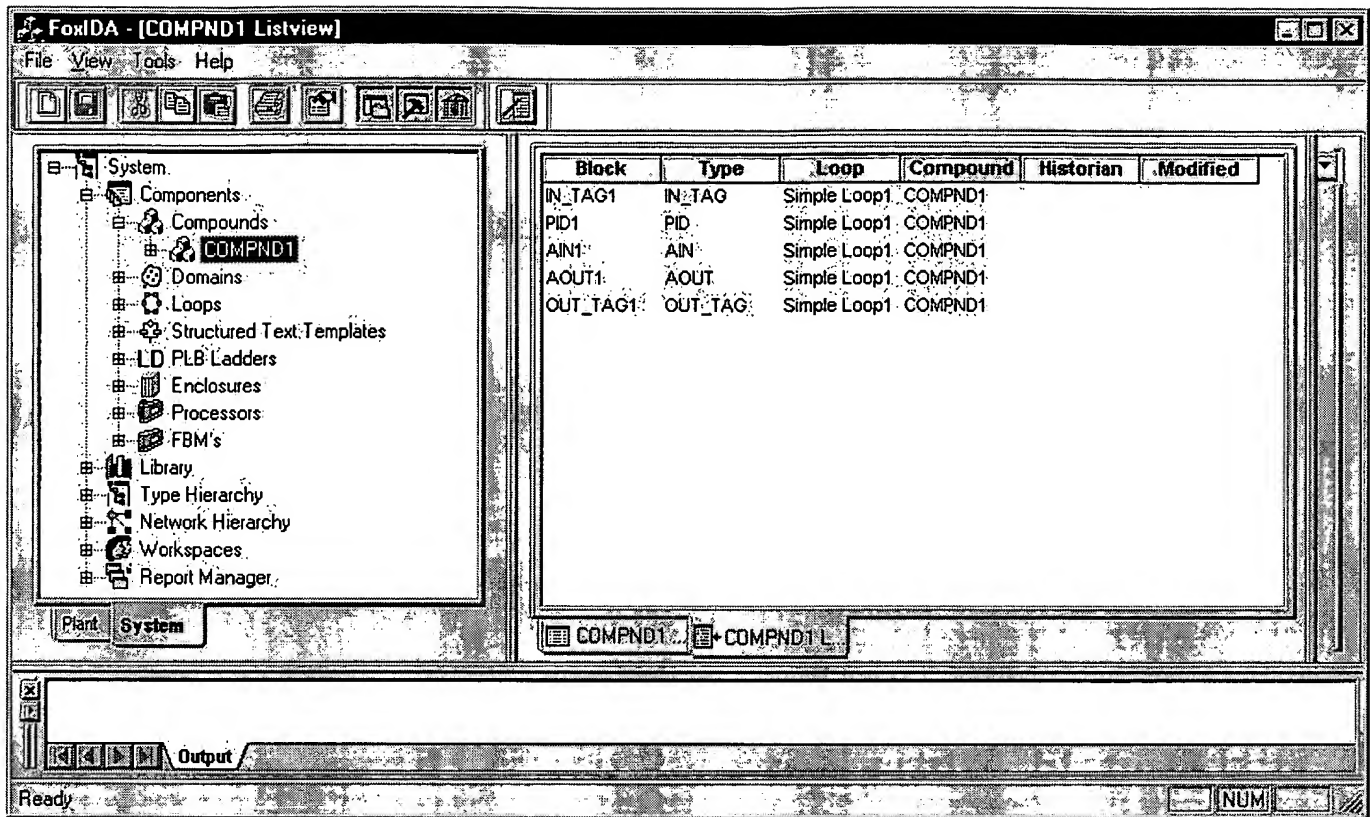 FoxIDA - [COMPND1 Listview]
File View Tools Help
System
Components
Compounds
COMPND1
Domains
Loops
Structured Text Templates
LD PLB Ladders
Enclosures
Processors
FBM's
Library
Type Hierarchy
Network Hierarchy
Workspaces
Report Manager
Plant System
Block Type Loop Compound Historian Modified
IN_TAG1 IN_TAG Simple Loop1 COMPND1
PID1 PID Simple Loop1 COMPND1
AIN1 AIN Simple Loop1 COMPND1
AOUT1 AOUT Simple Loop1 COMPND1
OUT_TAG1 OUT_TAG Simple Loop1 COMPND1
COMPND1 ... COMPND1 L...
Output
Ready NUM